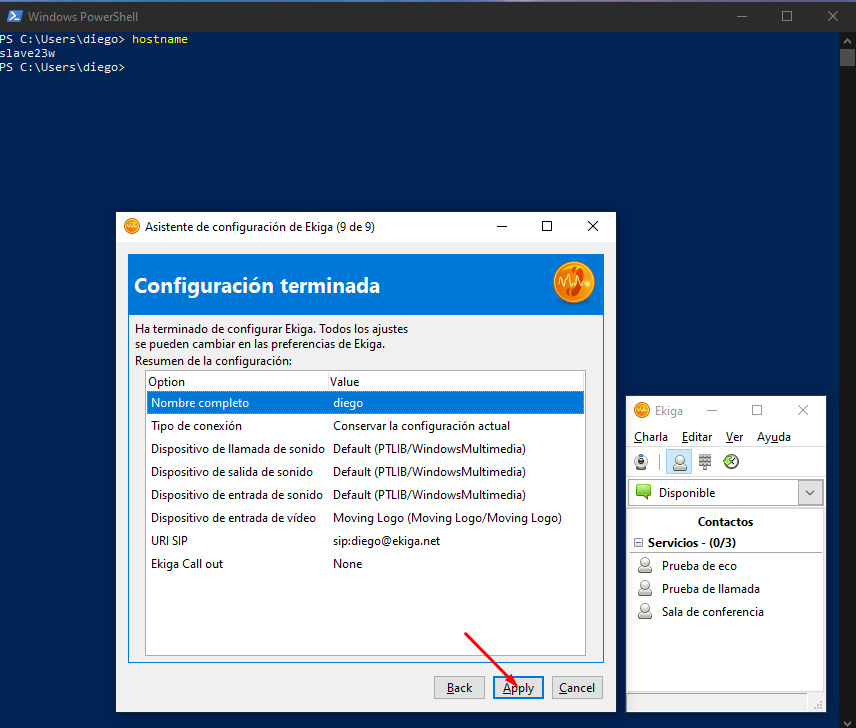 Windows PowerShell
PS C:\Users\diego> hostname
slave23w
PS C:\Users\diego>
Asistente de configuración de Ekiga (9 de 9)
Configuración terminada
Ha terminado de configurar Ekiga. Todos los ajustes
se pueden cambiar en las preferencias de Ekiga.
Resumen de la configuración:
Option Value
Nombre completo diego
Tipo de conexión Conservar la configuración actual
Dispositivo de llamada de sonido Default (PTLIB/WindowsMultimedia)
Dispositivo de salida de sonido Default (PTLIB/WindowsMultimedia)
Dispositivo de entrada de sonido Default (PTLIB/WindowsMultimedia)
Dispositivo de entrada de vídeo Moving Logo (Moving Logo/Moving Logo)
URI SIP sip:diego@ekiga.net
Ekiga Call out None
Back Apply Cancel
Ekiga
Charla Editar Ver Ayuda
Disponible
Contactos
Servicios - (0/3)
Prueba de eco
Prueba de llamada
Sala de conferencia